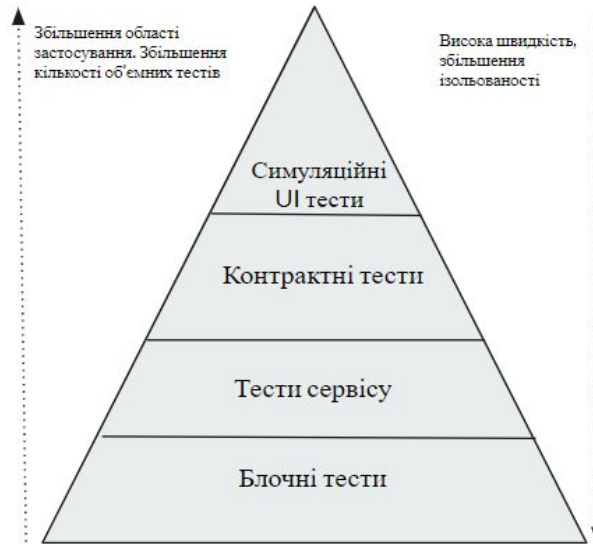 Збільшення області
застосування. Збільшення
кількості об'ємних тестів
Висока швидкість,
збільшення
ізольованості
Симуляційні
UI тести
Контрактні тести
Тести сервісу
Блочні тести